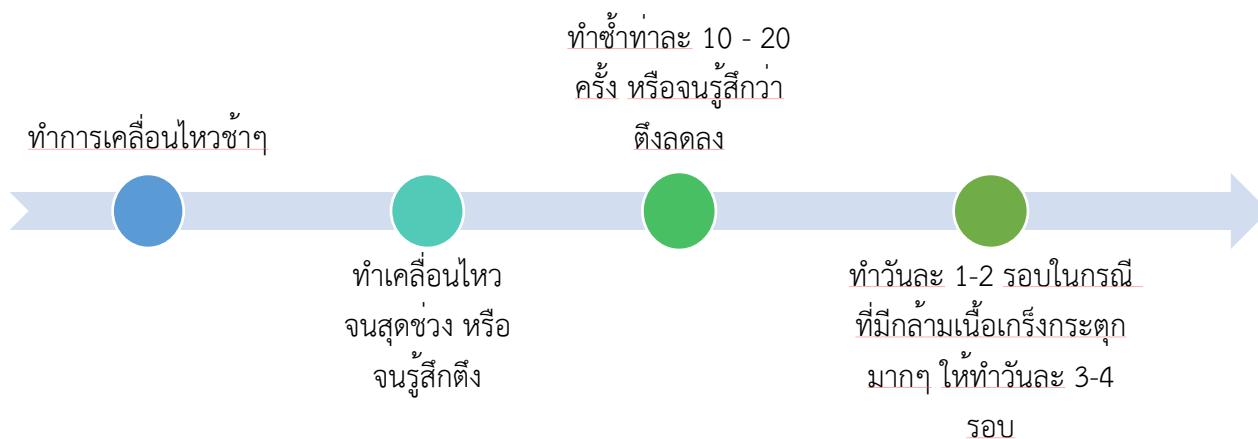 ทำการเคลื่อนไหวช้าๆ
ทำเคลื่อนไหว
จนสุดช่วง หรือ
จนรู้สึกตึง
ทำซ้ำท่าละ 10 - 20
ครั้ง หรือจนรู้สึกว่า
ตึงลดลง
ทำวันละ 1-2 รอบในกรณี
ที่มีกล้ามเนื้อเกร็งกระตุก
มากๆ ให้ทำวันละ 3-4
รอบ